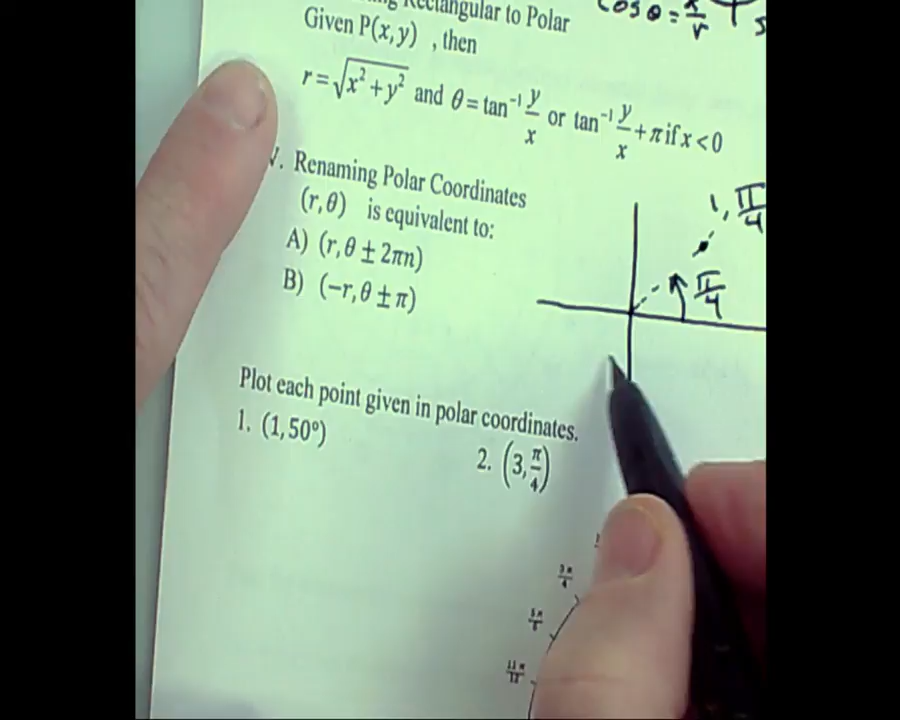 Rectangular to Polar
cos θ = x/r
Given P(x, y) , then
r = √(x² + y²) and θ = tan⁻¹ y/x or tan⁻¹ y/x + π if x < 0
Renaming Polar Coordinates
(r, θ) is equivalent to:
A) (r, θ ± 2πn)
B) (−r, θ ± π)
1, π/4
π/4
Plot each point given in polar coordinates.
1. (1, 50°)
2. (3, π/4)